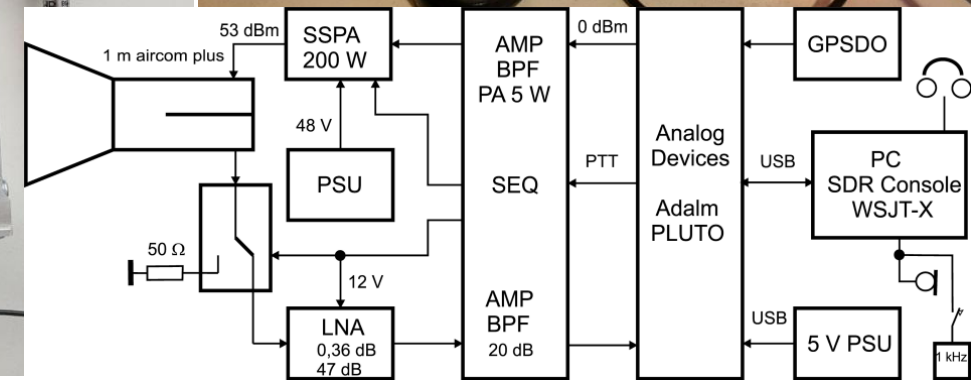 53 dBm
1 m aircom plus
SSPA
200 W
48 V
PSU
50 Ω
12 V
LNA
0,36 dB
47 dB
AMP
BPF
PA 5 W
SEQ
AMP
BPF
20 dB
0 dBm
PTT
Analog
Devices
Adalm
PLUTO
GPSDO
USB
PC
SDR Console
WSJT-X
USB
5 V PSU
1 kHz